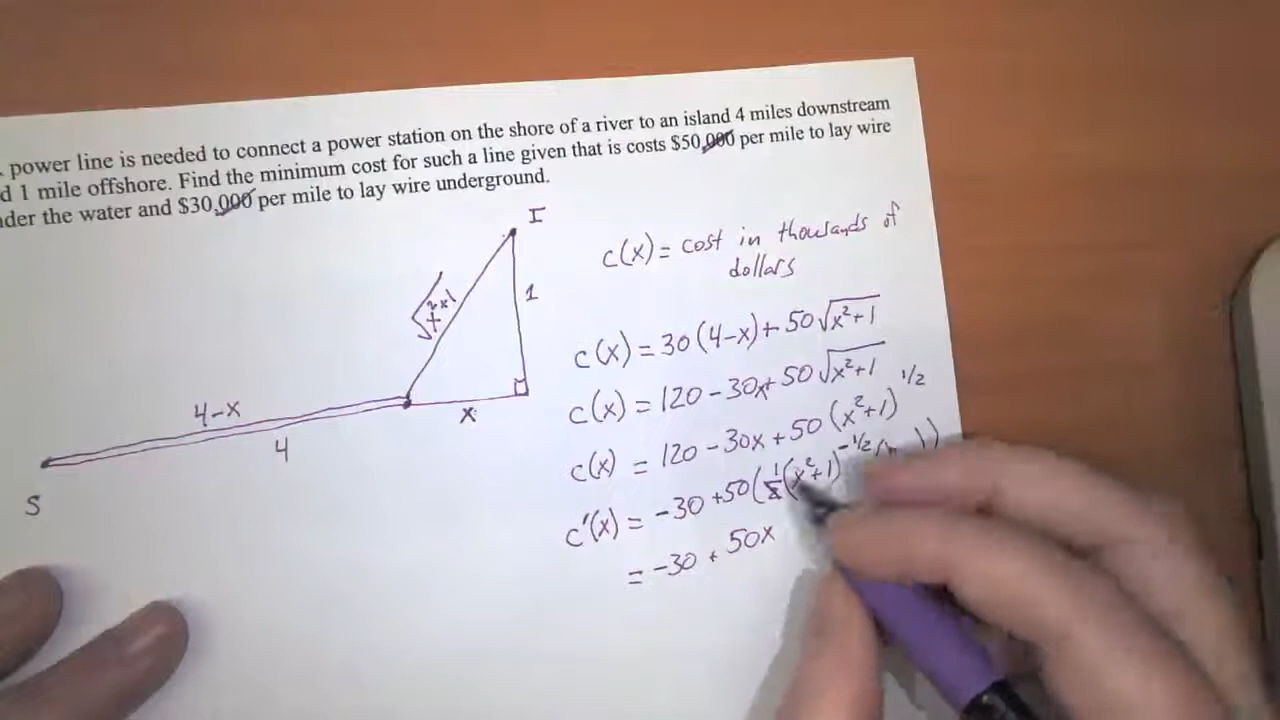 power line is needed to connect a power station on the shore of a river to an island 4 miles downstream
d 1 mile offshore. Find the minimum cost for such a line given that is costs $50,000 per mile to lay wire
der the water and $30,000 per mile to lay wire underground.
I
c(x) = cost in thousands of
dollars
1
c(x) = 30(4-x) + 50√(x²+1)
c(x) = 120 - 30x + 50√(x²+1)
4-x
x
4
c(x) = 120 - 30x + 50(x²+1)^1/2
S
c'(x) = -30 + 50(1/2(x²+1)^-1/2
= -30 + 50x